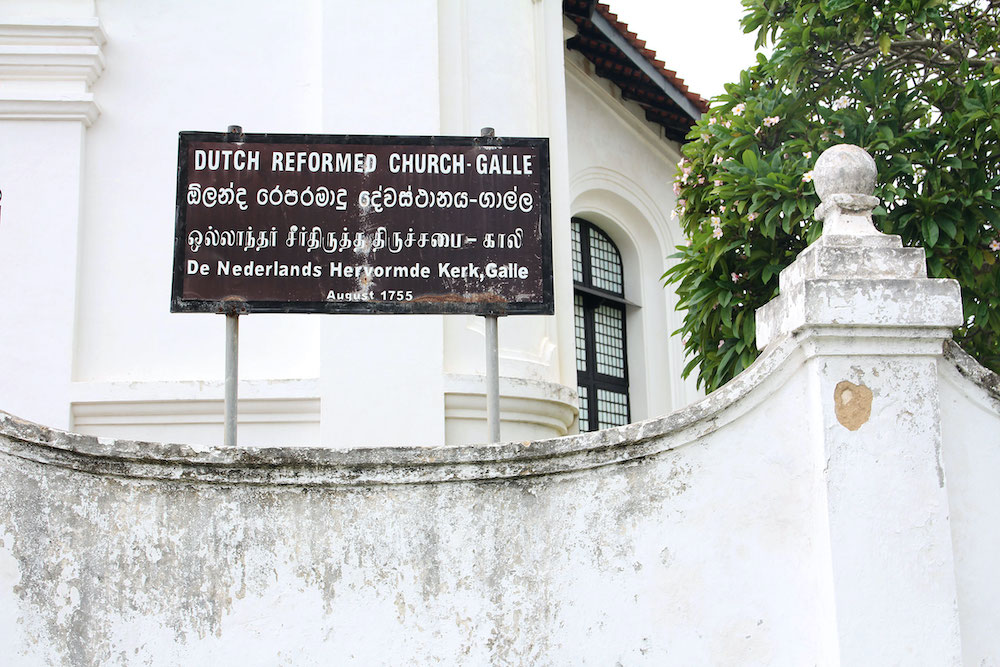 DUTCH REFORMED CHURCH-GALLE
ඕලන්ද රෙපරමාදු දේවස්ථානය-ගාල්ල
ஒல்லாந்தர் சீர்திருத்த திருச்சபை – காலி
De Nederlands Hervormde Kerk,Galle
August 1755